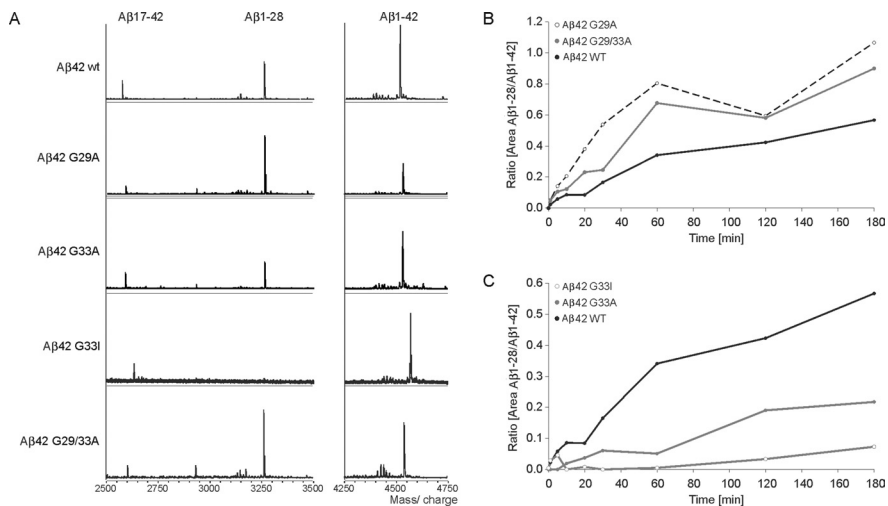 A
Aβ17-42 Aβ1-28 Aβ1-42
Aβ42 wt
Aβ42 G29A
Aβ42 G33A
Aβ42 G33I
Aβ42 G29/33A
2500 2750 3000 3250 3500 4250 4500 4750
Mass/ charge
B
Aβ42 G29A
Aβ42 G29/33A
Aβ42 WT
Ratio [Area Aβ1-28/Aβ1-42]
1.2
1.0
0.8
0.6
0.4
0.2
0.0
0 20 40 60 80 100 120 140 160 180
Time [min]
C
Aβ42 G33I
Aβ42 G33A
Aβ42 WT
Ratio [Area Aβ1-28/Aβ1-42]
0.6
0.5
0.4
0.3
0.2
0.1
0.0
0 20 40 60 80 100 120 140 160 180
Time [min]